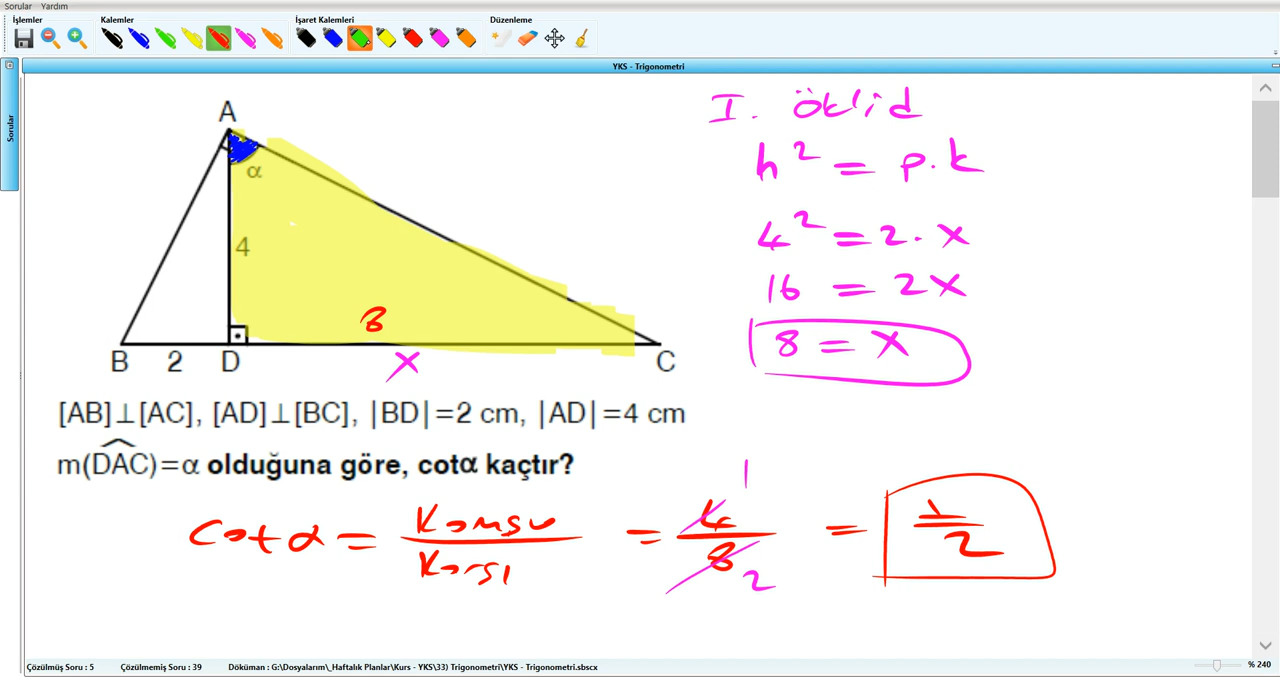 Sorular Yardım
İşlemler Kalemler İşaret Kalemleri Düzenleme
YKS - Trigonometri
Sorular
A
α
4
8
B 2 D x C
I. Öklid
h² = p.k
4² = 2.x
16 = 2x
8 = x
[AB]⊥[AC], [AD]⊥[BC], |BD|=2 cm, |AD|=4 cm
m(DAC)=α olduğuna göre, cotα kaçtır?
Cot α = Komşu / Karşı = 4 / 8 = 1 / 2
1
2
Çözülmüş Soru : 5 Çözülmemiş Soru : 39 Döküman : G:\Dosyalarım\_Haftalık Planlar\Kurs - YKS\33) Trigonometri\YKS - Trigonometri.sbscx % 240